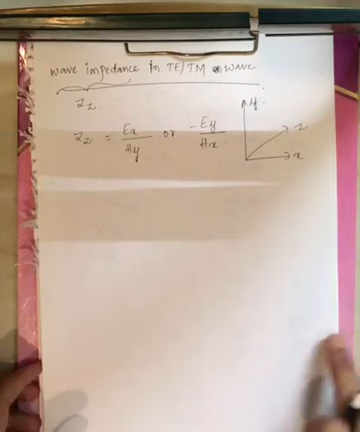 wave impedance in TE/TM wave
Zz.
Zz = Ex/Hy or -Ey/Hx
y
z
x